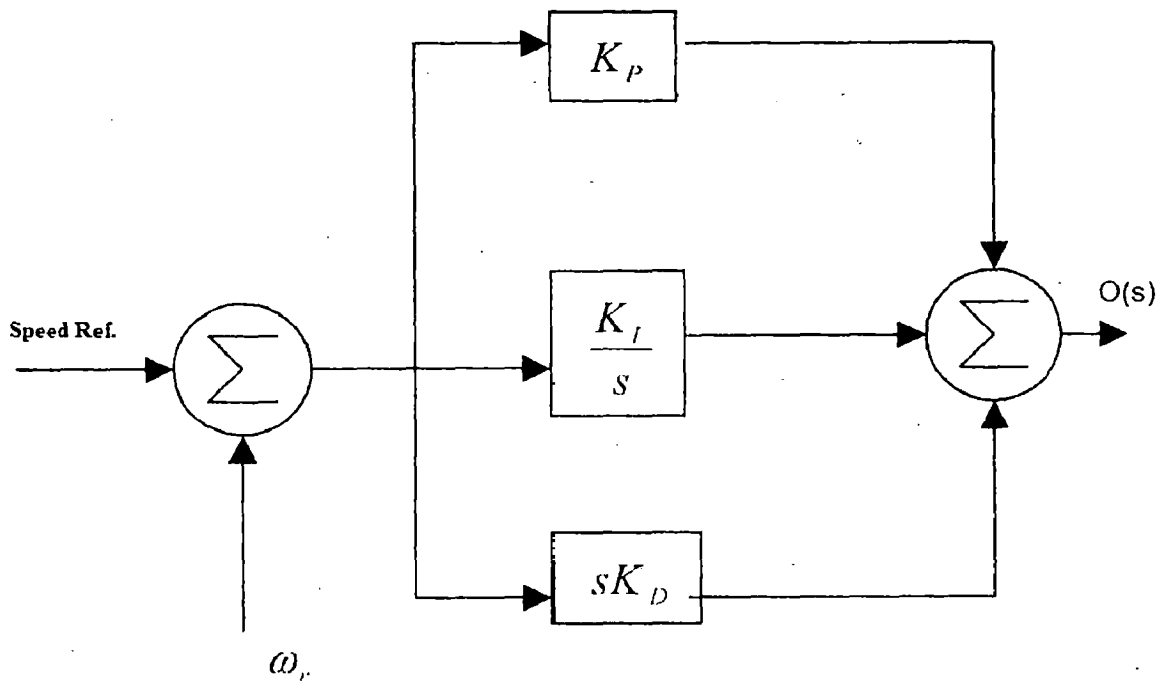 K_P
O(s)
Speed Ref.
Σ
K_I
s
Σ
sK_D
ω_r